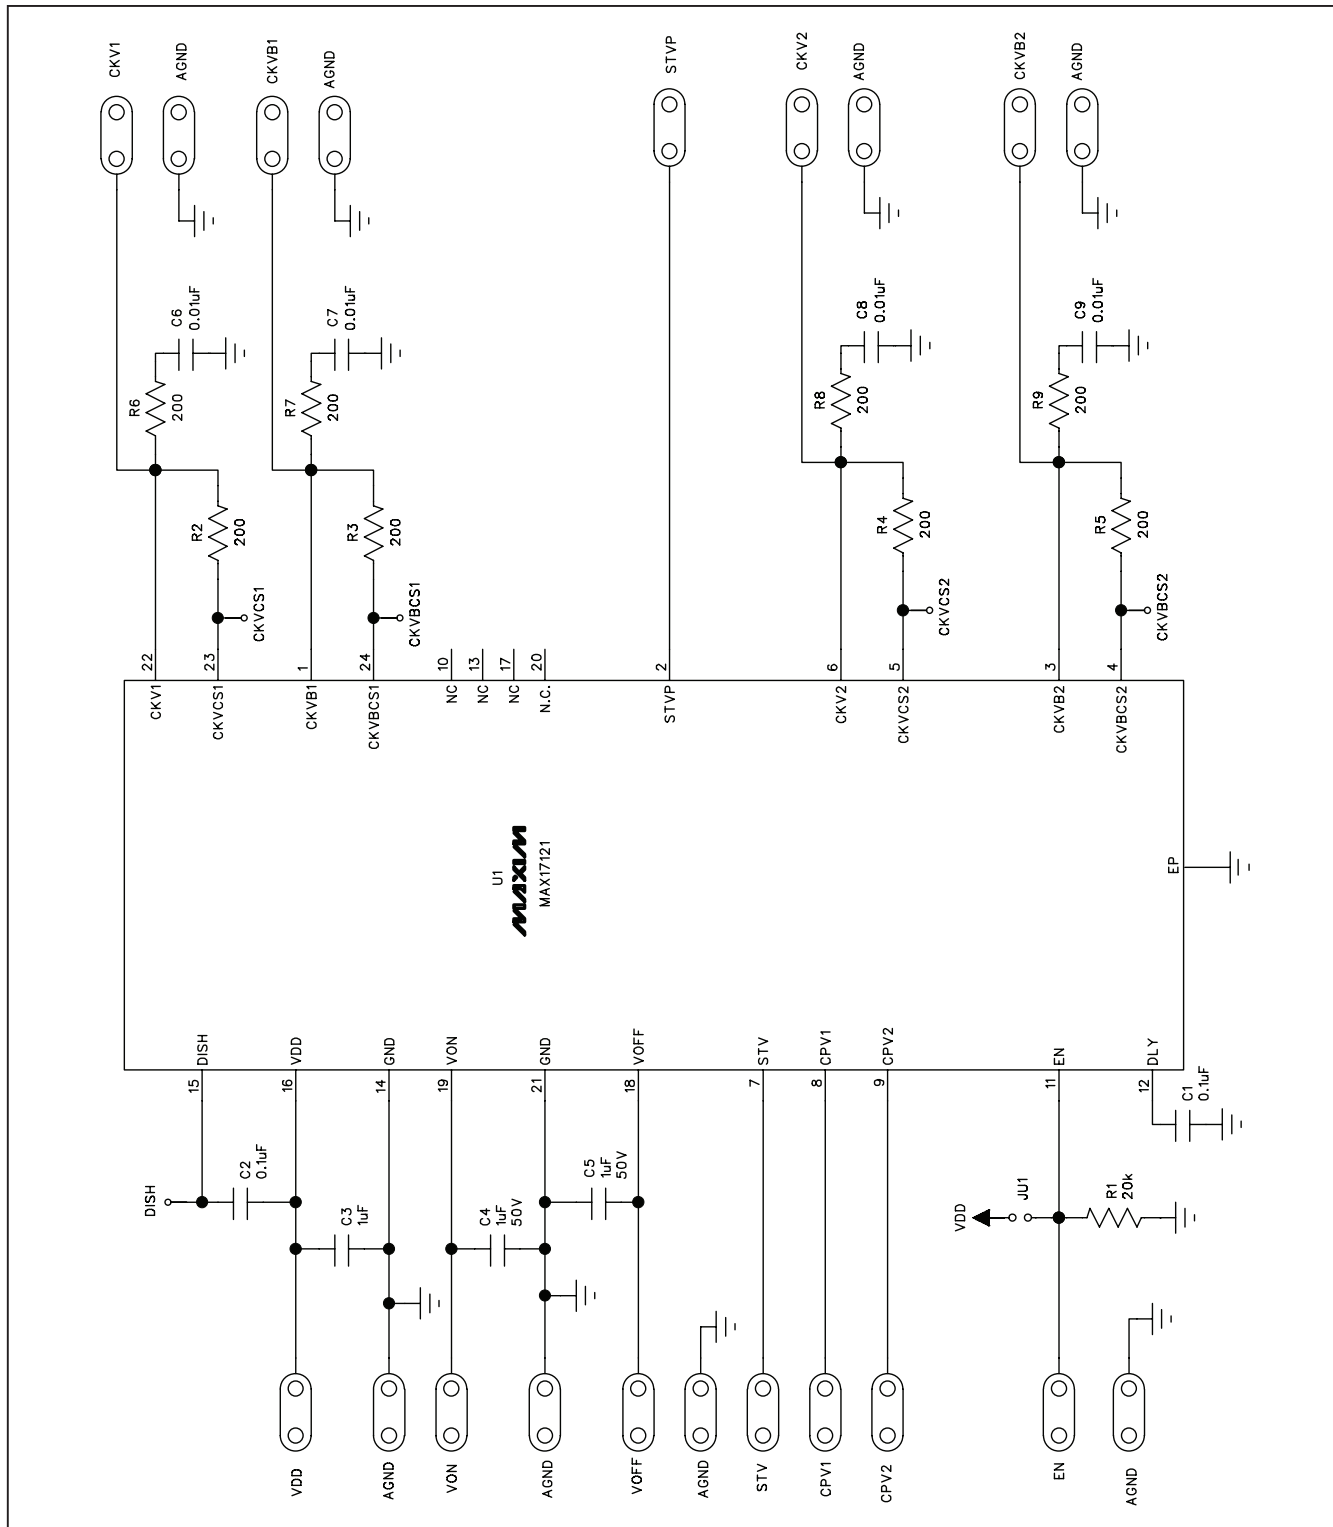 CKV1
AGND
CKVB1
AGND
STVP
CKV2
AGND
CKVB2
AGND
C6
0.01uF
C7
0.01uF
C8
0.01uF
C9
0.01uF
R6
200
R7
200
R8
200
R9
200
R2
200
R3
200
R4
200
R5
200
CKVCS1
CKVBCS1
CKVCS2
CKVBCS2
22
23
1
24
10
13
17
20
2
6
5
3
4
CKV1
CKVCS1
CKVB1
CKVBCS1
NC
NC
NC
N.C.
STVP
CKV2
CKVCS2
CKVB2
CKVBCS2
U1
MAXIM
MAX17121
EP
DISH
VDD
GND
VON
GND
VOFF
STV
CPV1
CPV2
EN
DLY
15
16
14
19
21
18
7
8
9
11
12
C1
0.1uF
DISH
C2
0.1uF
C3
1uF
C4
1uF
50V
C5
1uF
50V
VDD
JU1
R1
20k
VDD
AGND
VON
AGND
VOFF
AGND
STV
CPV1
CPV2
EN
AGND